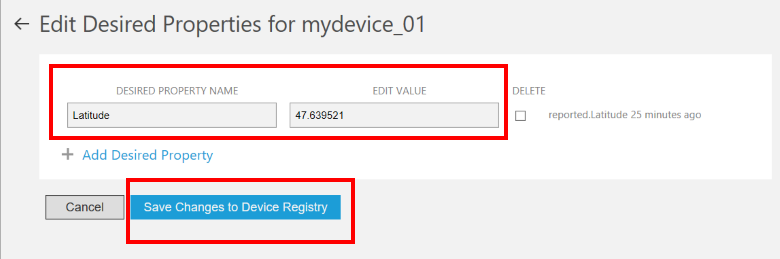 Edit Desired Properties for mydevice_01
DESIRED PROPERTY NAME EDIT VALUE DELETE
Latitude 47.639521 reported.Latitude 25 minutes ago
+ Add Desired Property
Cancel Save Changes to Device Registry